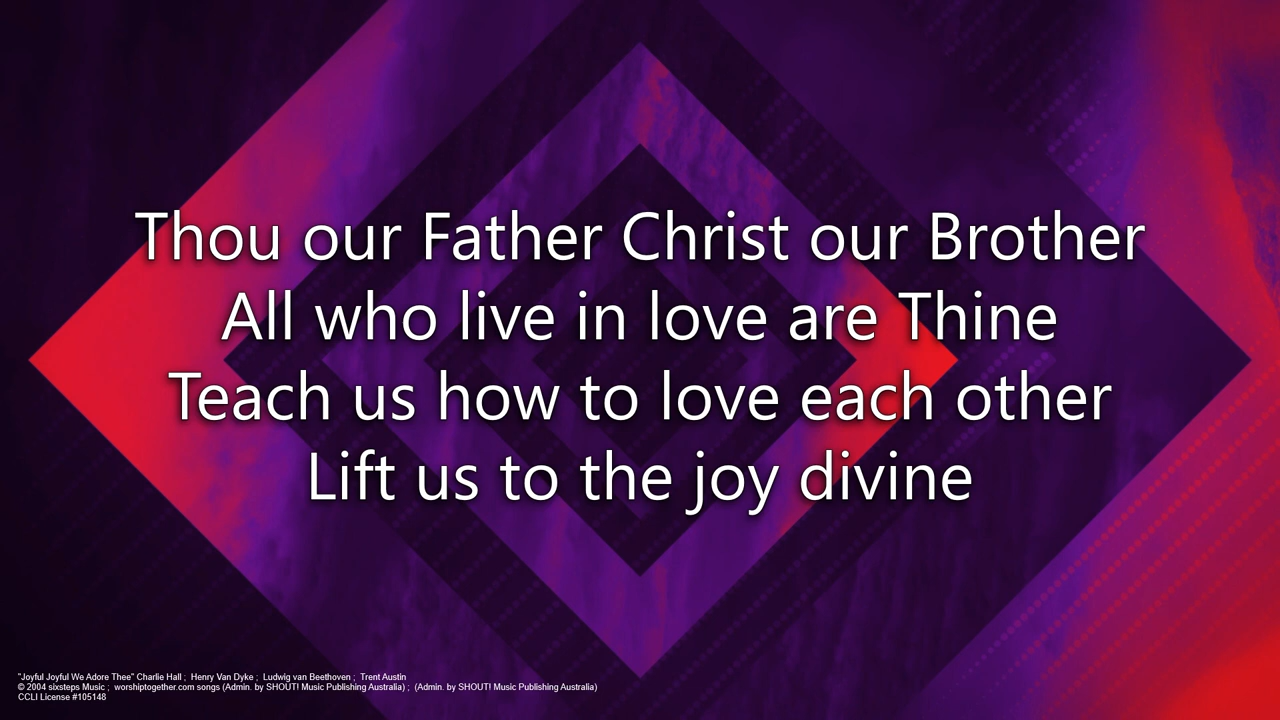 Thou our Father Christ our Brother
All who live in love are Thine
Teach us how to love each other
Lift us to the joy divine
"Joyful Joyful We Adore Thee" Charlie Hall ; Henry Van Dyke ; Ludwig van Beethoven ; Trent Austin
© 2004 sixsteps Music ; worshiptogether.com songs (Admin. by SHOUT! Music Publishing Australia) ; (Admin. by SHOUT! Music Publishing Australia)
CCLI License #105148